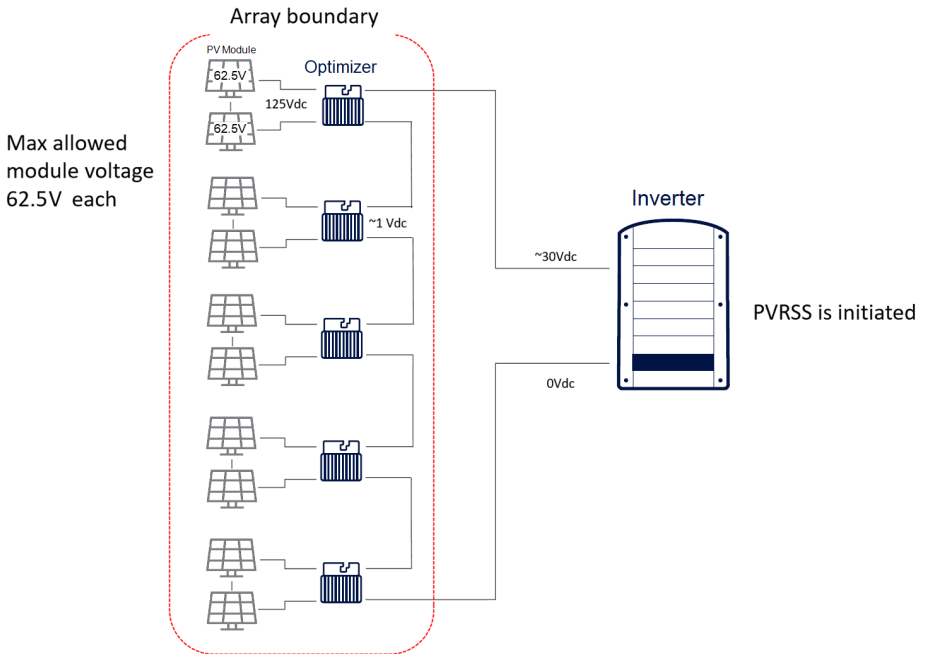 Array boundary
PV Module
62.5V
Optimizer
125Vdc
62.5V
Max allowed
module voltage
62.5V each
~1 Vdc
Inverter
~30Vdc
PVRSS is initiated
0Vdc